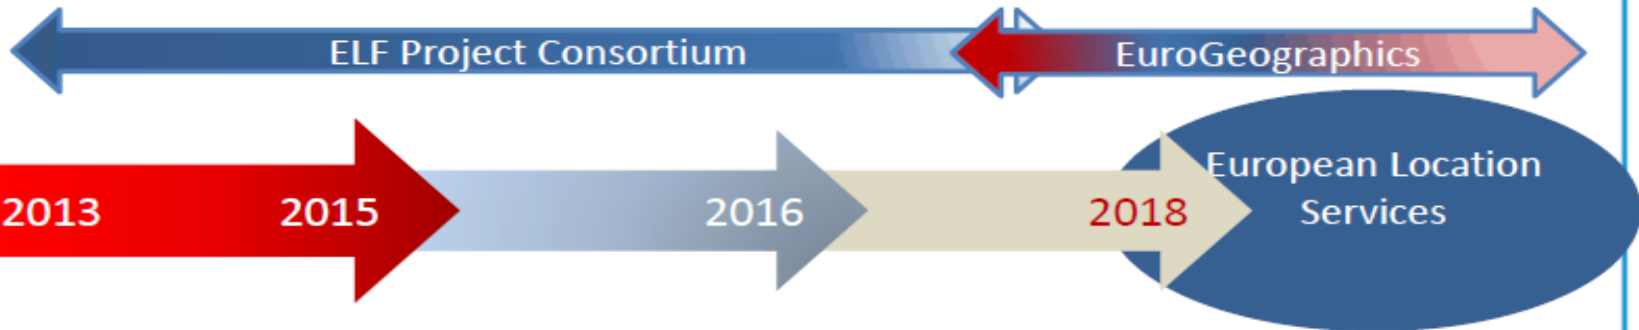 ELF Project Consortium
EuroGeographics
2013
2015
2016
2018
European Location
Services